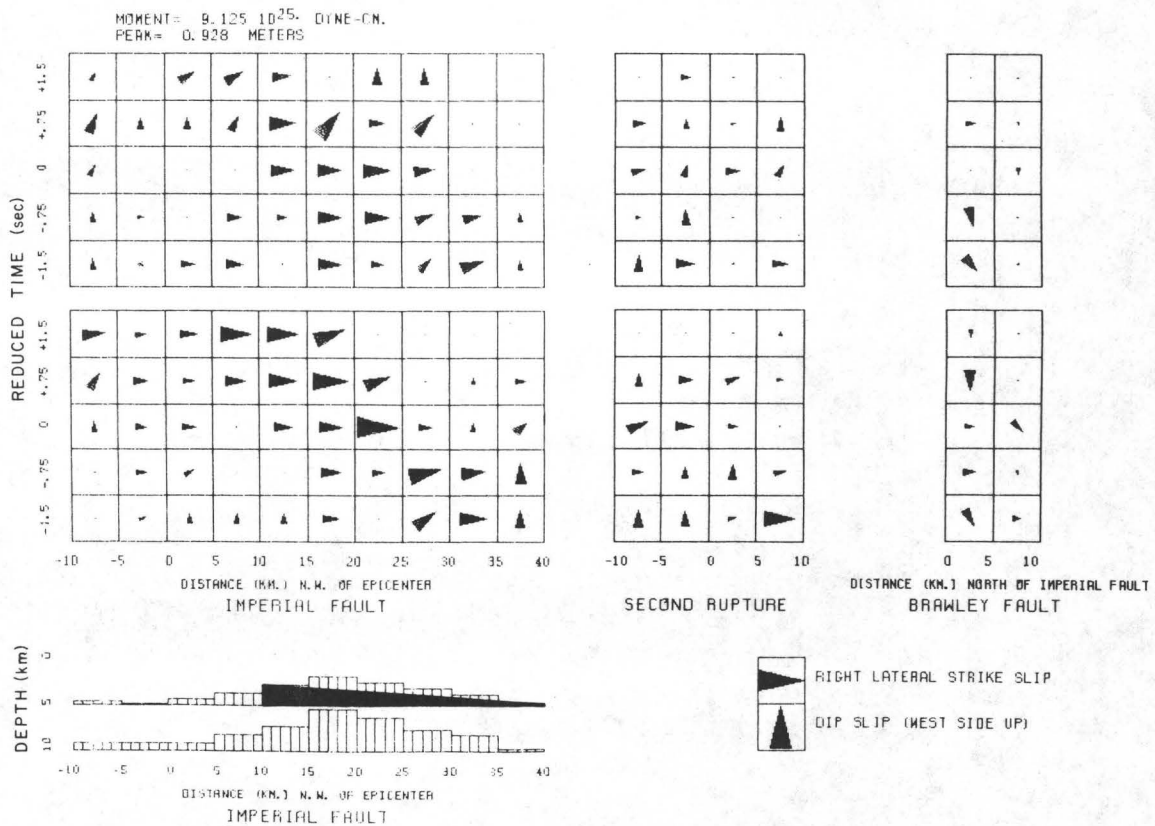 MOMENT= 9.125 10²⁵. DYNE-CM.
PEAK= 0.928 METERS
REDUCED TIME (sec)
+1.5
+.75
0
-.75
-1.5
+1.5
+.75
0
-.75
-1.5
-10 -5 0 5 10 15 20 25 30 35 40
DISTANCE (KM.) N.W. OF EPICENTER
IMPERIAL FAULT
-10 -5 0 5 10
SECOND RUPTURE
0 5 10
DISTANCE (KM.) NORTH OF IMPERIAL FAULT
BRAWLEY FAULT
DEPTH (km)
0
5
10
-10 -5 0 5 10 15 20 25 30 35 40
DISTANCE (KM.) N.W. OF EPICENTER
IMPERIAL FAULT
RIGHT LATERAL STRIKE SLIP
DIP SLIP (WEST SIDE UP)